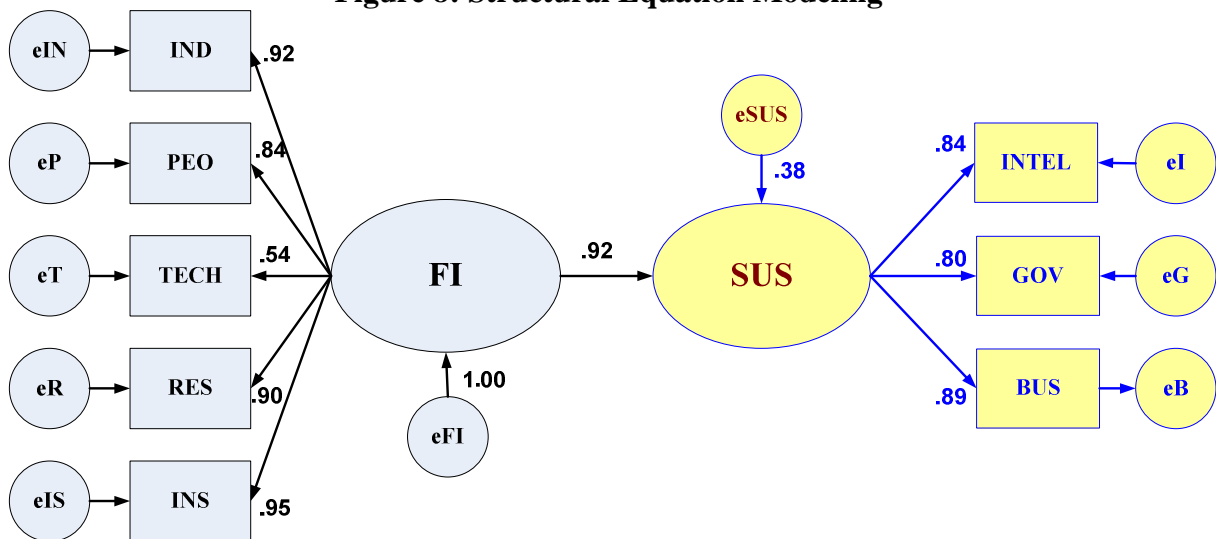 Figure 8: Structural Equation Modeling
eIN
IND
.92
eP
PEO
.84
eT
TECH
.54
eR
RES
.90
eIS
INS
.95
FI
1.00
eFI
.92
eSUS
.38
SUS
.84
INTEL
eI
.80
GOV
eG
.89
BUS
eB